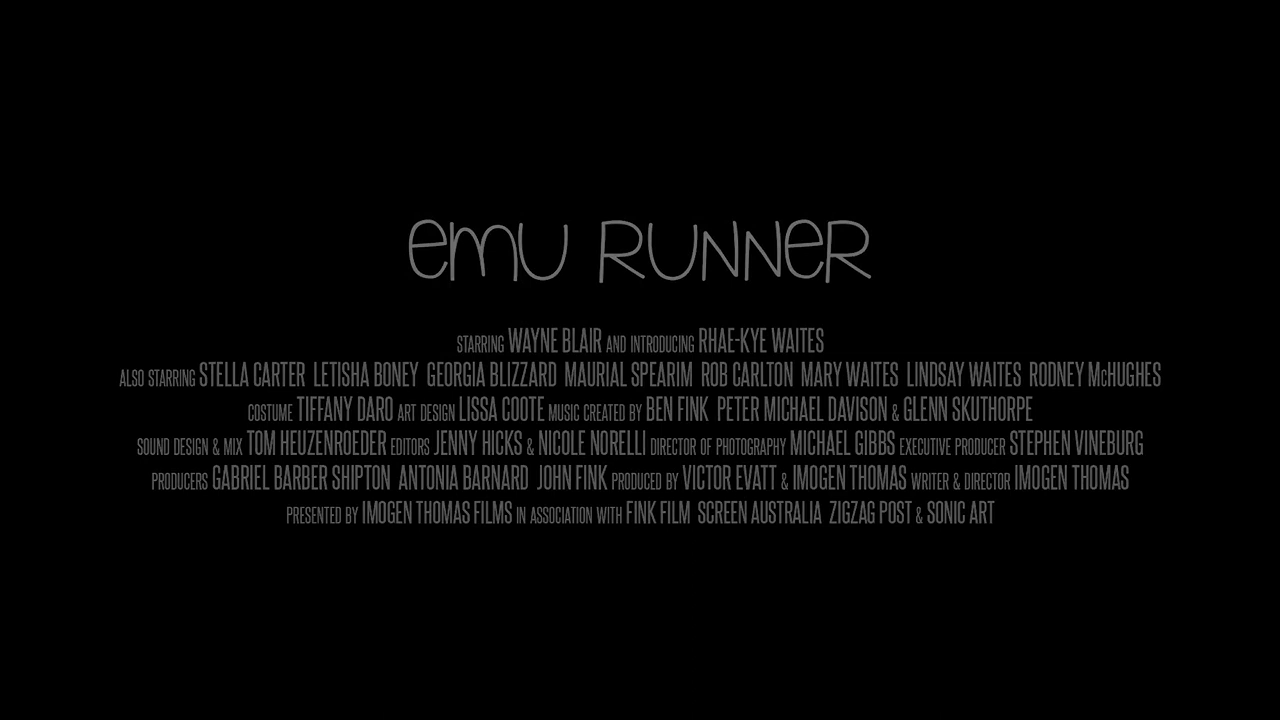 emu RUNNeR
STARRING WAYNE BLAIR AND INTRODUCING RHAE-KYE WAITES
ALSO STARRING STELLA CARTER LETISHA BONEY GEORGIA BLIZZARD MAURIAL SPEARIM ROB CARLTON MARY WAITES LINDSAY WAITES RODNEY McHUGHES
COSTUME TIFFANY DARO ART DESIGN LISSA COOTE MUSIC CREATED BY BEN FINK PETER MICHAEL DAVISON & GLENN SKUTHORPE
SOUND DESIGN & MIX TOM HEUZENROEDER EDITORS JENNY HICKS & NICOLE NORELLI DIRECTOR OF PHOTOGRAPHY MICHAEL GIBBS EXECUTIVE PRODUCER STEPHEN VINEBURG
PRODUCERS GABRIEL BARBER SHIPTON ANTONIA BARNARD JOHN FINK PRODUCED BY VICTOR EVATT & IMOGEN THOMAS WRITER & DIRECTOR IMOGEN THOMAS
PRESENTED BY IMOGEN THOMAS FILMS IN ASSOCIATION WITH FINK FILM SCREEN AUSTRALIA ZIGZAG POST & SONIC ART